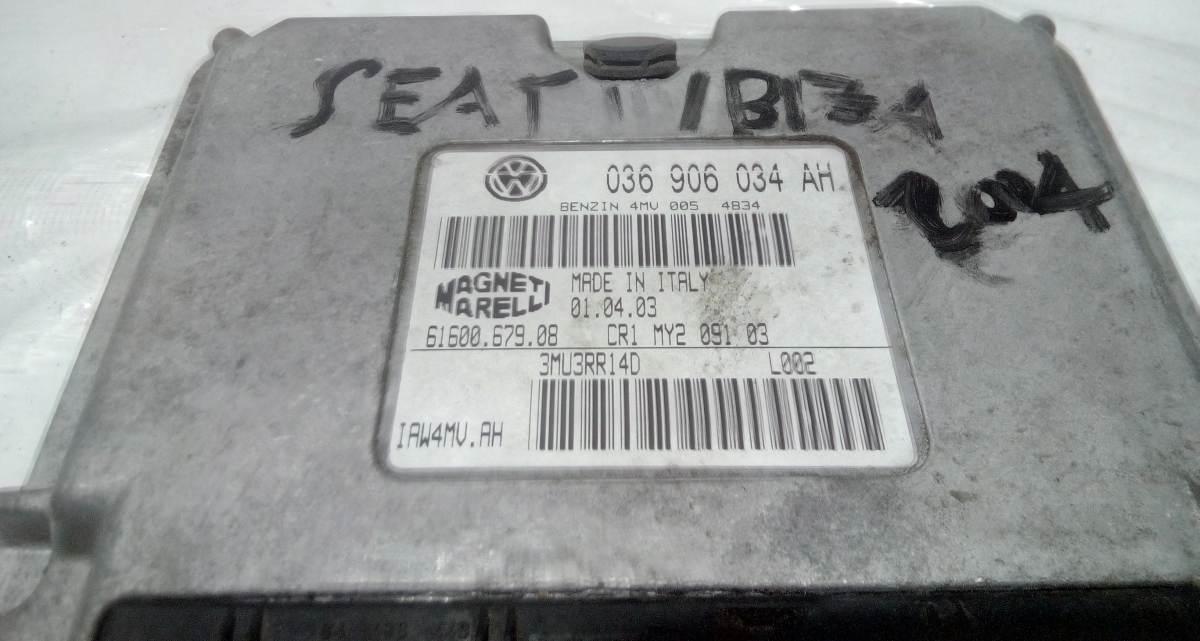 SEAT IBIZA
2004
036 906 034 AH
BENZIN 4MV 005 4834
MAGNETI
MARELLI
MADE IN ITALY
01.04.03
61600.679.08 CR1 MY2 091 03
3MU3RR14D L002
IAW4MV.AH